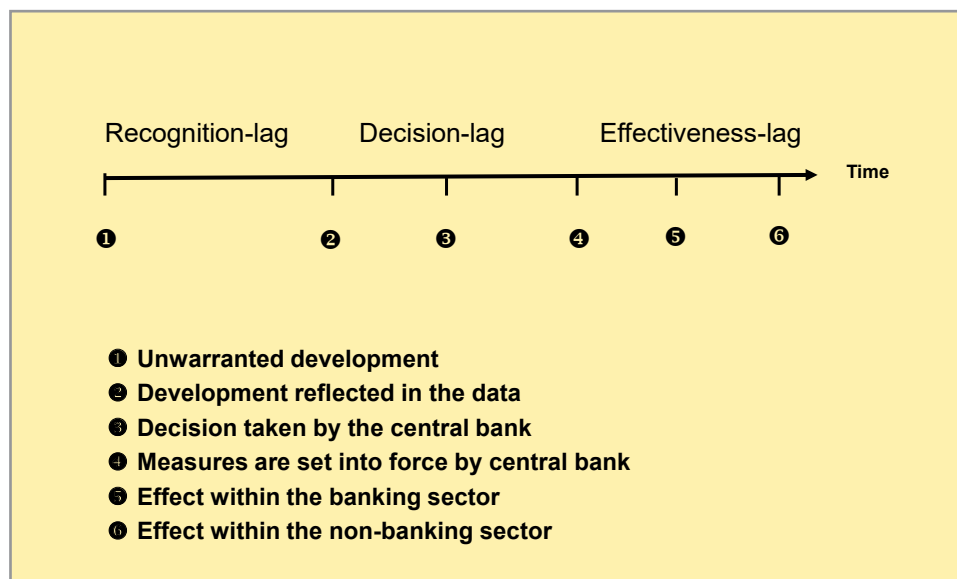 Recognition-lag Decision-lag Effectiveness-lag
Time
❶ ❷ ❸ ❹ ❺ ❻
❶ Unwarranted development
❷ Development reflected in the data
❸ Decision taken by the central bank
❹ Measures are set into force by central bank
❺ Effect within the banking sector
❻ Effect within the non-banking sector